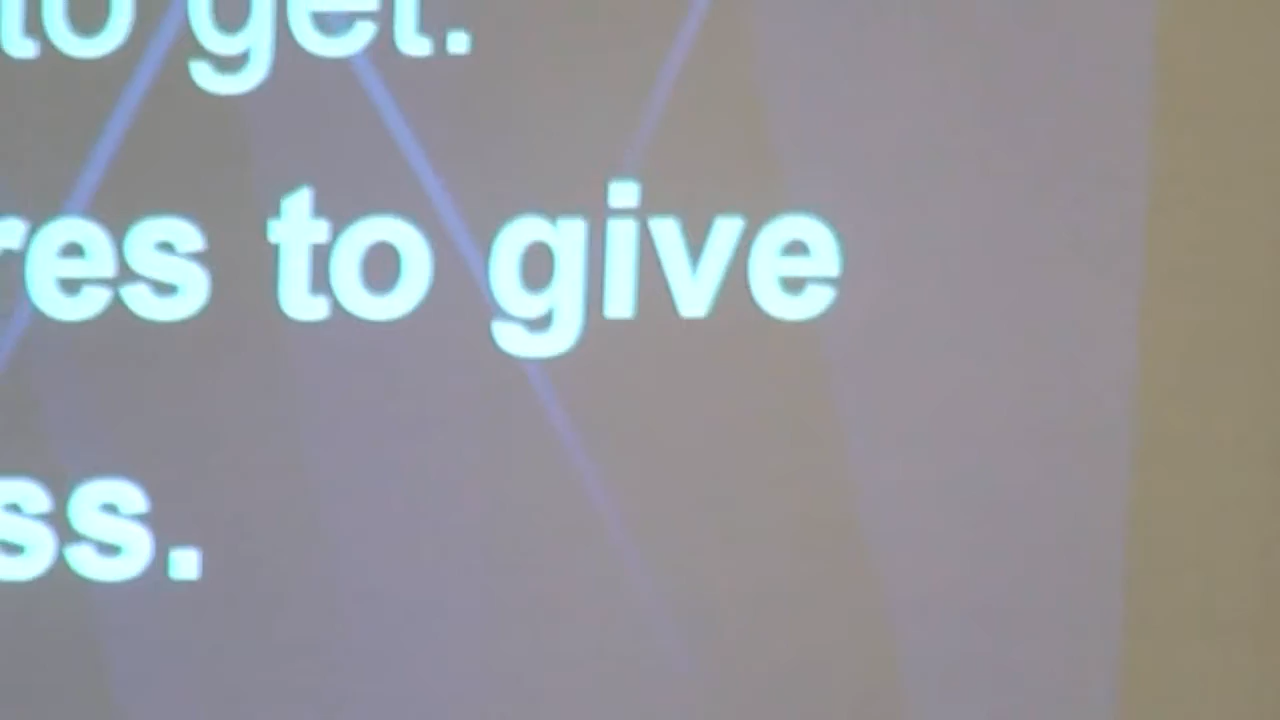 to get.
res to give
ss.